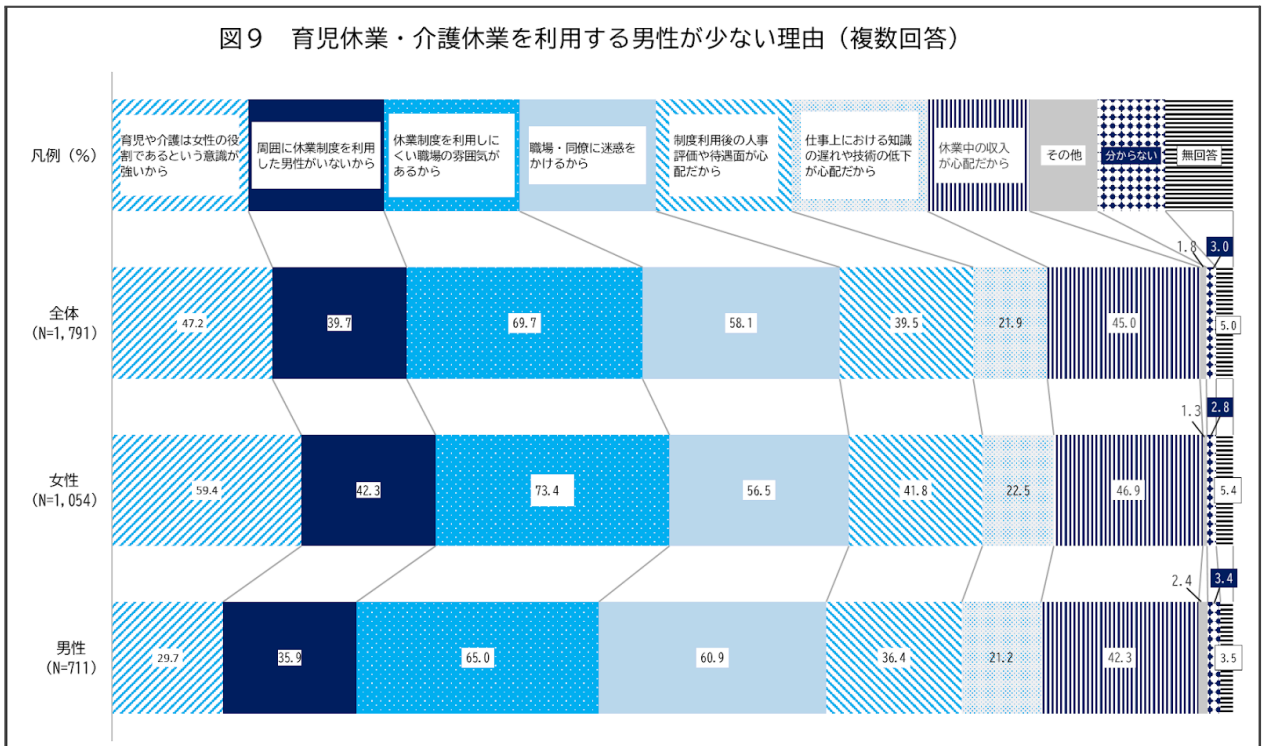 図９　育児休業・介護休業を利用する男性が少ない理由（複数回答）
凡例（%）
育児や介護は女性の役
割であるという意識が
強いから
周囲に休業制度を利用
した男性がいないから
休業制度を利用しに
くい職場の雰囲気が
あるから
職場・同僚に迷惑を
かけるから
制度利用後の人事
評価や待遇面が心
配だから
仕事上における知識
の遅れや技術の低下
が心配だから
休業中の収入
が心配だから
その他
分からない
無回答
1.8
3.0
全体
（N=1,791）
47.2
39.7
69.7
58.1
39.5
21.9
45.0
5.0
1.3
2.8
女性
（N=1,054）
59.4
42.3
73.4
56.5
41.8
22.5
46.9
5.4
2.4
3.4
男性
（N=711）
29.7
35.9
65.0
60.9
36.4
21.2
42.3
3.5